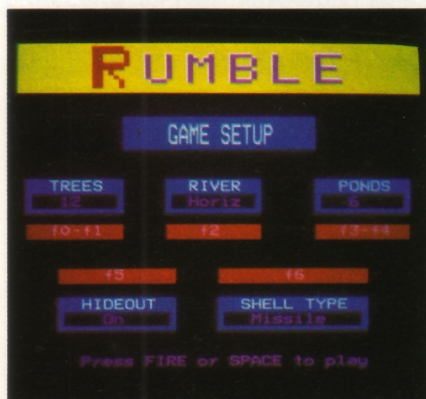 RUMBLE
GAME SETUP
TREES RIVER PONDS
12 Horiz 6
f0-f1 f2 f3-f4
f5 f6
HIDEOUT SHELL TYPE
On Missile
Press FIRE or SPACE to play